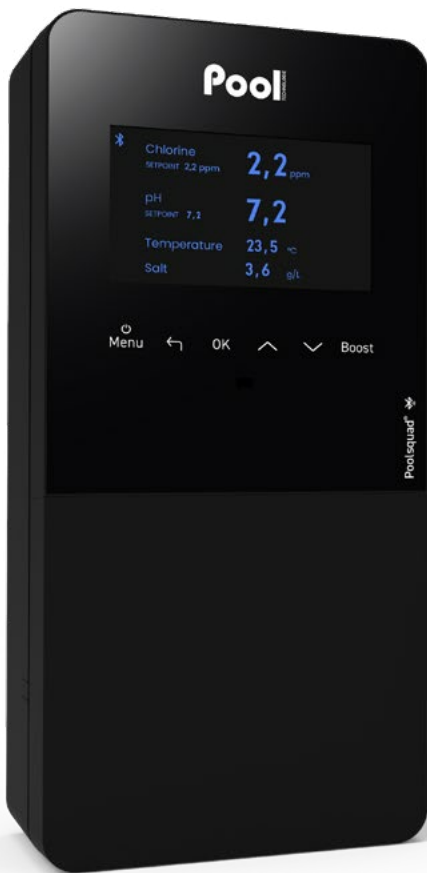 Pool
TECHNOLOGIE
Chlorine 2,2 ppm
SETPOINT 2,2 ppm
pH 7,2
SETPOINT 7,2
Temperature 23,5 °C
Salt 3,6 g/L
Menu OK Boost
Poolsquad®